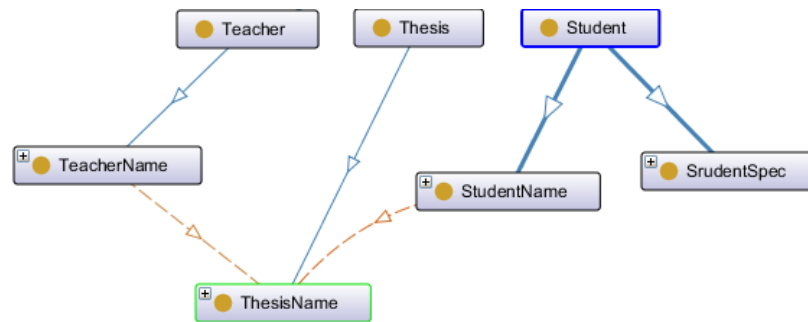 Teacher
Thesis
Student
TeacherName
StudentName
SrudentSpec
ThesisName